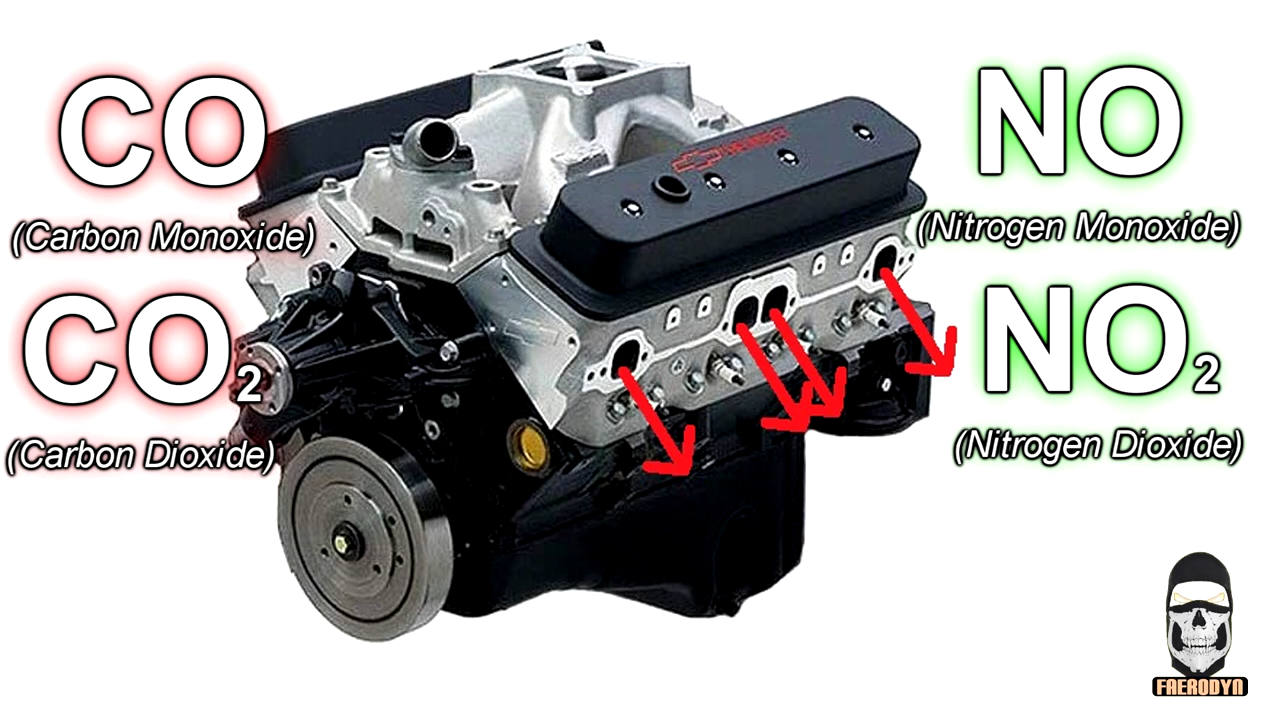 CO
(Carbon Monoxide)
CO2
(Carbon Dioxide)
NO
(Nitrogen Monoxide)
NO2
(Nitrogen Dioxide)
FAERODYN